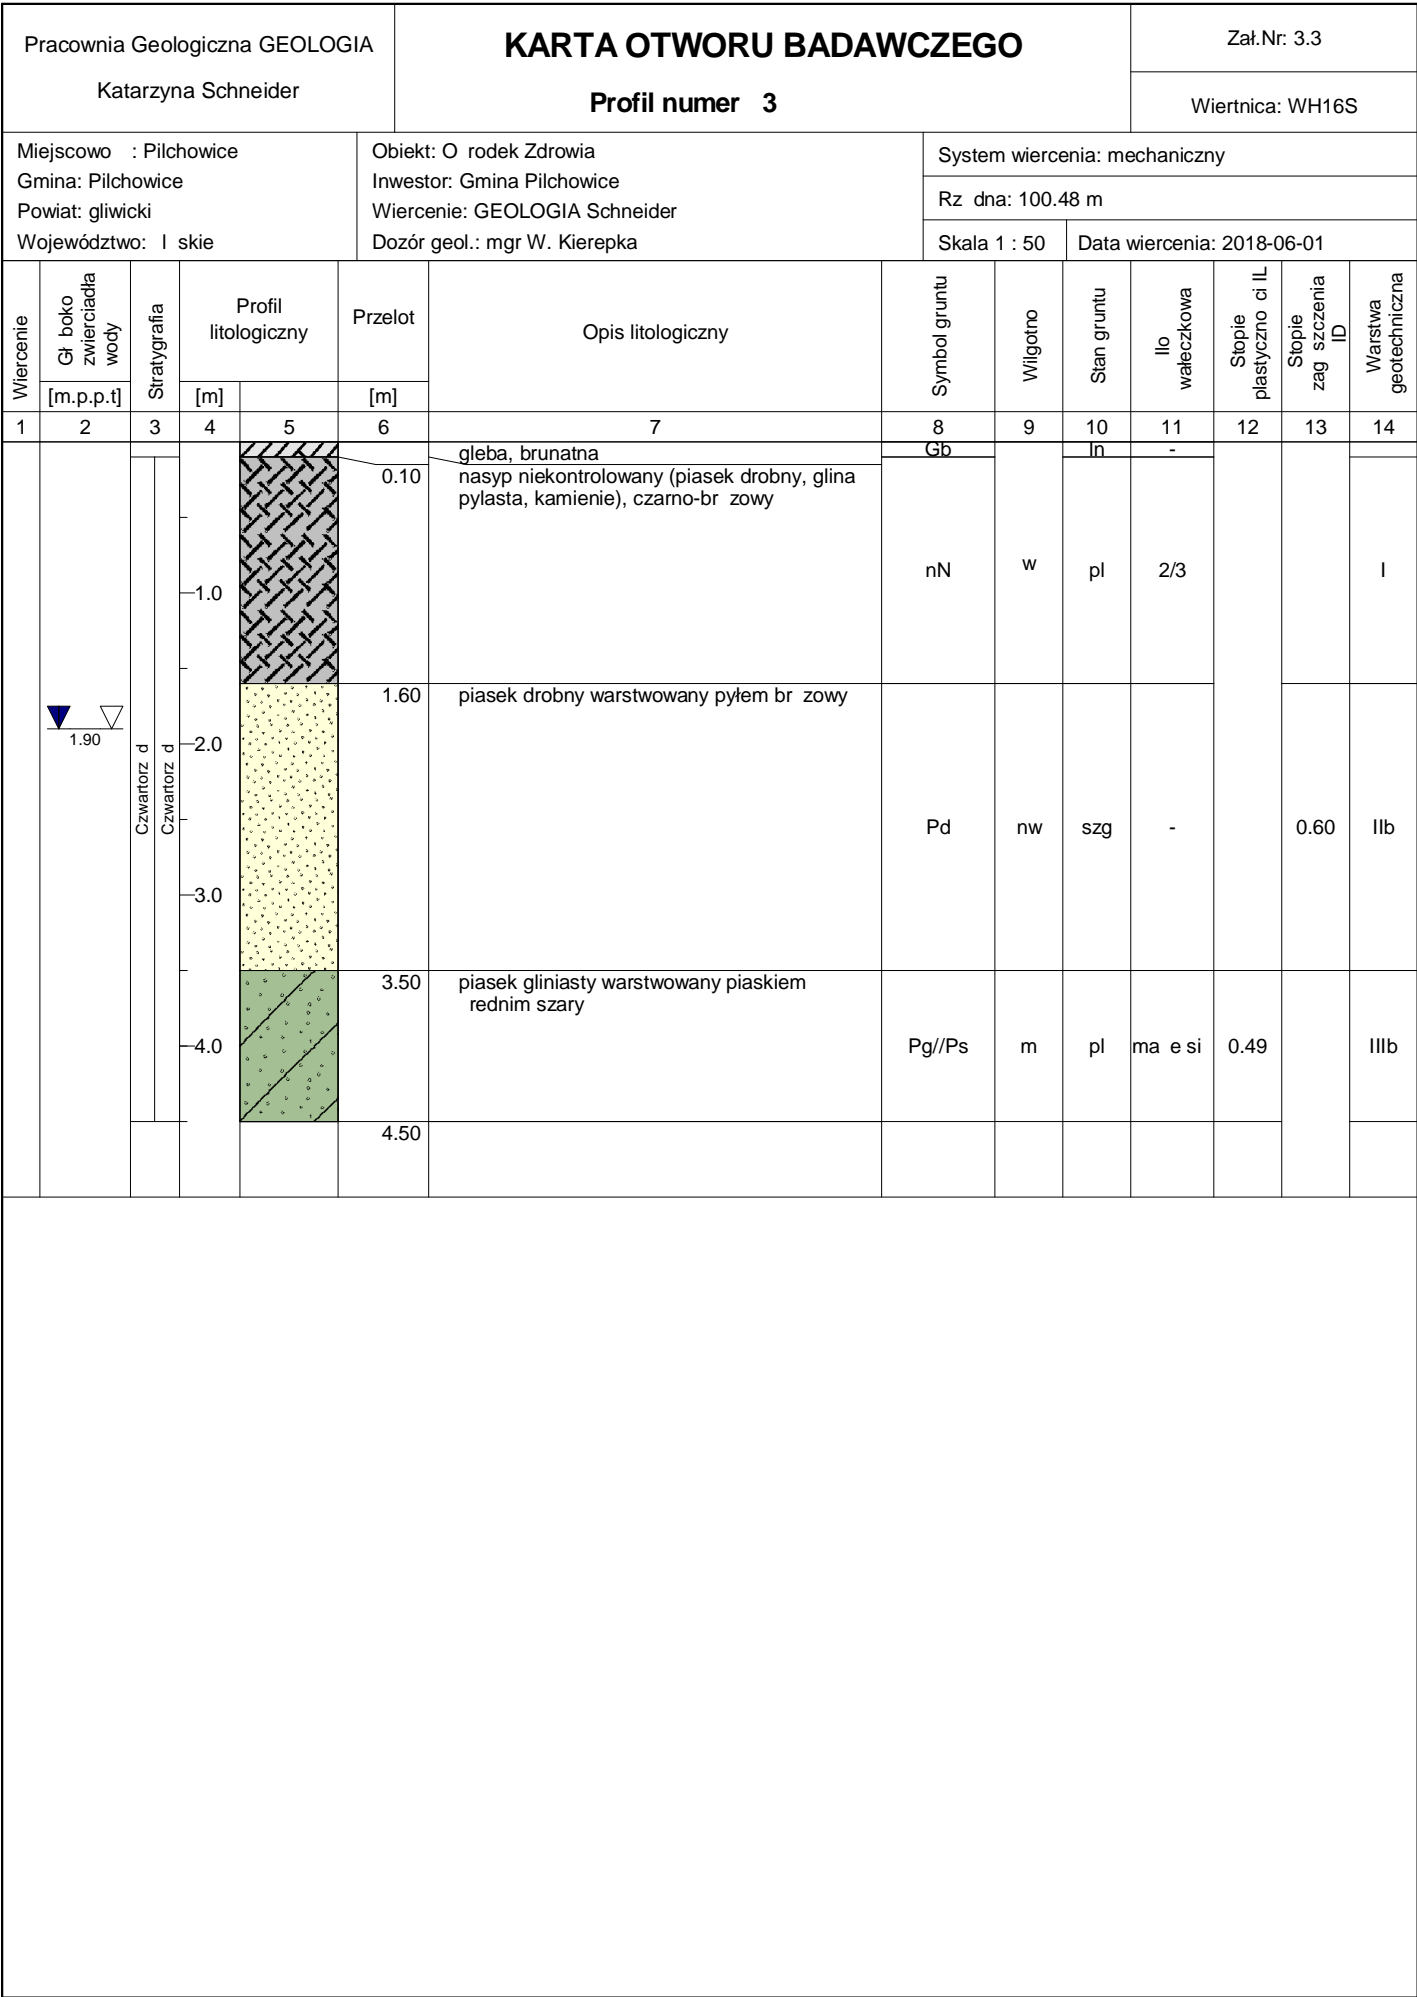 Pracownia Geologiczna GEOLOGIA
Katarzyna Schneider
KARTA OTWORU BADAWCZEGO
Profil numer 3
Zał.Nr: 3.3
Wiertnica: WH16S
Miejscowo : Pilchowice
Gmina: Pilchowice
Powiat: gliwicki
Województwo: l skie
Obiekt: O rodek Zdrowia
Inwestor: Gmina Pilchowice
Wiercenie: GEOLOGIA Schneider
Dozór geol.: mgr W. Kierepka
System wiercenia: mechaniczny
Rz dna: 100.48 m
Skala 1 : 50 Data wiercenia: 2018-06-01
Wiercenie
Gł boko
zwierciadła
wody
[m.p.p.t]
Stratygrafia
Profil
litologiczny
[m]
Przelot
[m]
Opis litologiczny
Symbol gruntu
Wilgotno
Stan gruntu
Ilo
wałeczkowa
Stopie
plastyczno ci IL
Stopie
zag szczenia
ID
Warstwa
geotechniczna
1 2 3 4 5 6 7 8 9 10 11 12 13 14
gleba, brunatna Gb ln -
0.10 nasyp niekontrolowany (piasek drobny, glina
pylasta, kamienie), czarno-br zowy
nN w pl 2/3 I
1.0
1.60 piasek drobny warstwowany pyłem br zowy
1.90
2.0
Czwartorz d
Czwartorz d
Pd nw szg - 0.60 IIb
3.0
3.50 piasek gliniasty warstwowany piaskiem
rednim szary
4.0
Pg//Ps m pl ma e si 0.49 IIIb
4.50